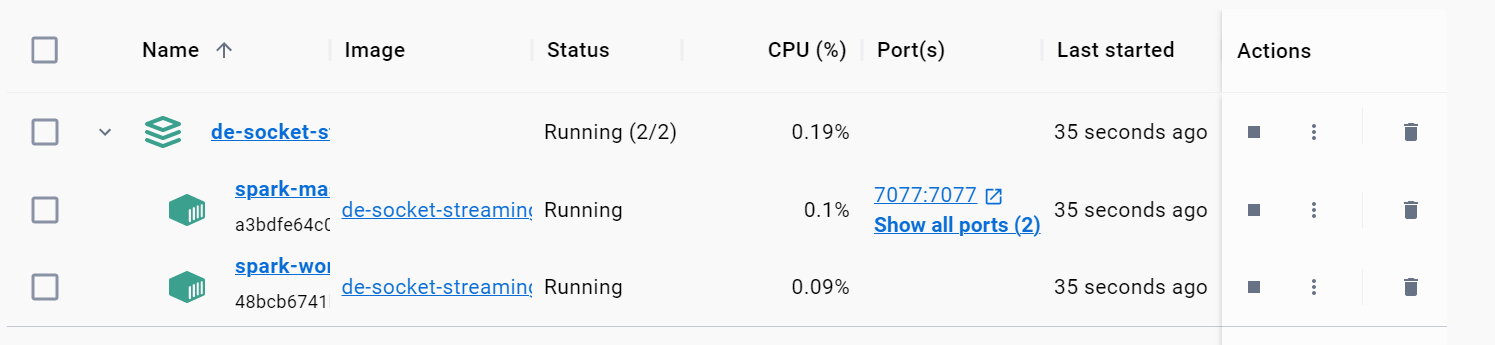 Name Image Status CPU (%) Port(s) Last started Actions
de-socket-s Running (2/2) 0.19% 35 seconds ago
spark-ma
a3bdfe64c0 de-socket-streaming Running 0.1% 7077:7077 35 seconds ago
Show all ports (2)
spark-wor
48bcb6741 de-socket-streaming Running 0.09% 35 seconds ago